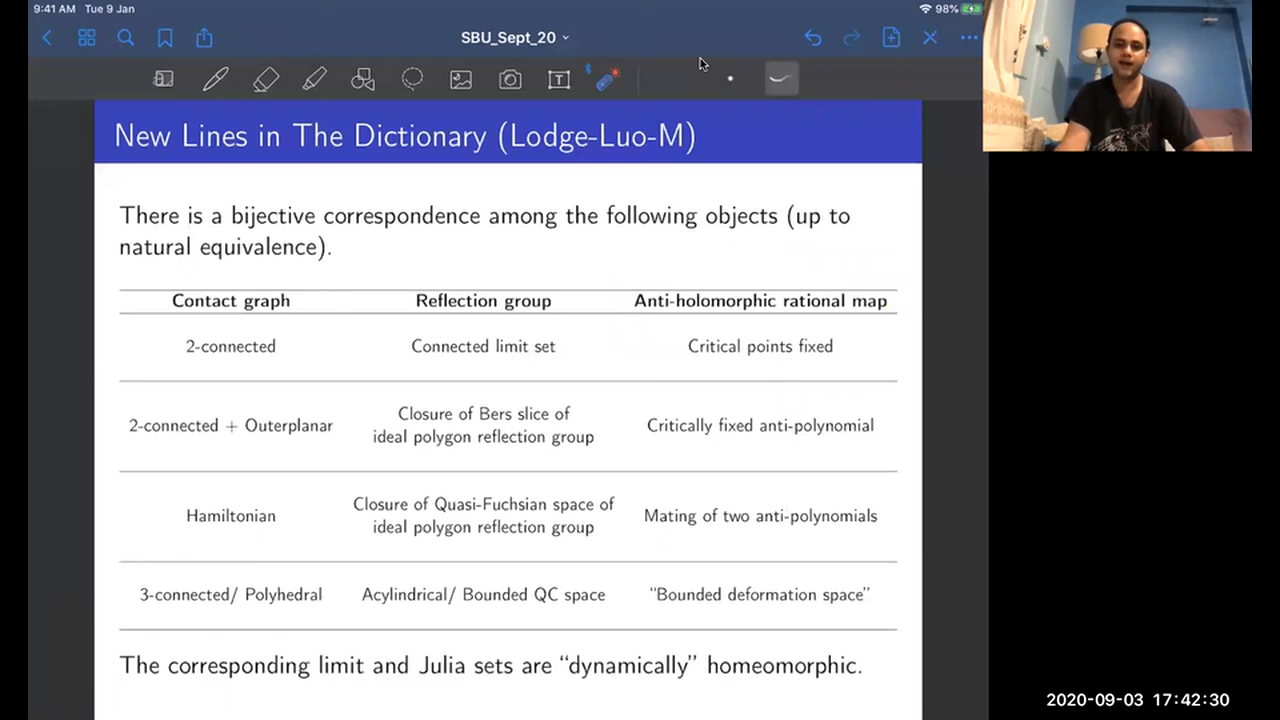 9:41 AM Tue 9 Jan
98%
SBU_Sept_20
T
New Lines in The Dictionary (Lodge-Luo-M)
There is a bijective correspondence among the following objects (up to
natural equivalence).
Contact graph Reflection group Anti-holomorphic rational map
2-connected Connected limit set Critical points fixed
2-connected + Outerplanar Closure of Bers slice of
ideal polygon reflection group Critically fixed anti-polynomial
Hamiltonian Closure of Quasi-Fuchsian space of
ideal polygon reflection group Mating of two anti-polynomials
3-connected/ Polyhedral Acylindrical/ Bounded QC space “Bounded deformation space”
The corresponding limit and Julia sets are “dynamically” homeomorphic.
2020-09-03 17:42:30